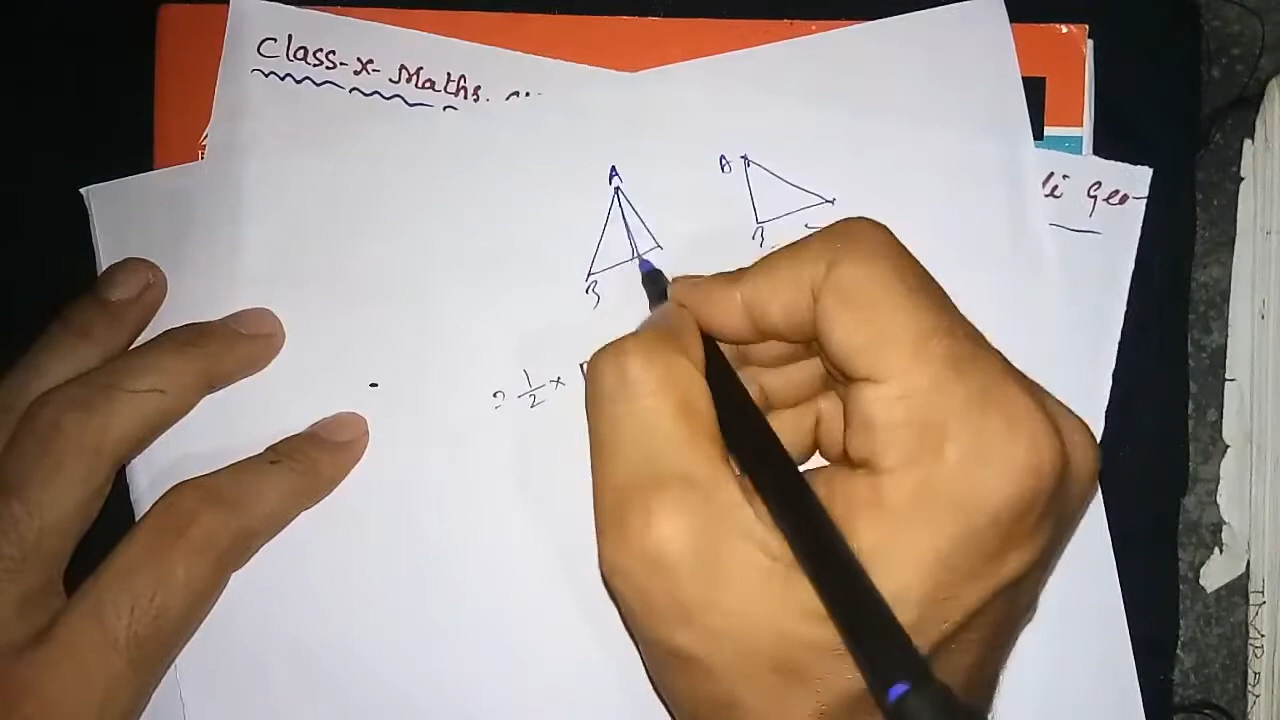 Class-x-Maths.
Geo-
A
A
B
B
? 1/2 x